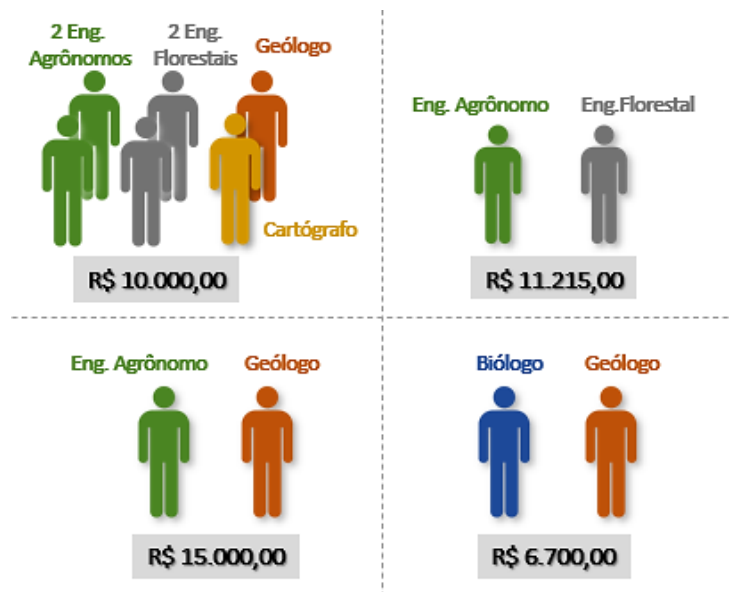 2 Eng.
Agrônomos
2 Eng.
Florestais
Geólogo
Cartógrafo
R$ 10.000,00
Eng. Agrônomo
Eng.Florestal
R$ 11.215,00
Eng. Agrônomo
Geólogo
R$ 15.000,00
Biólogo
Geólogo
R$ 6.700,00